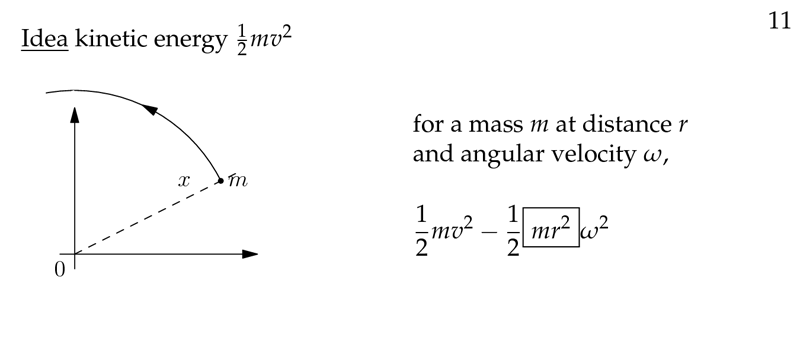 11
Idea kinetic energy ½mv²
for a mass m at distance r
and angular velocity ω,
x
m
½mv² − ½ mr² ω²
0